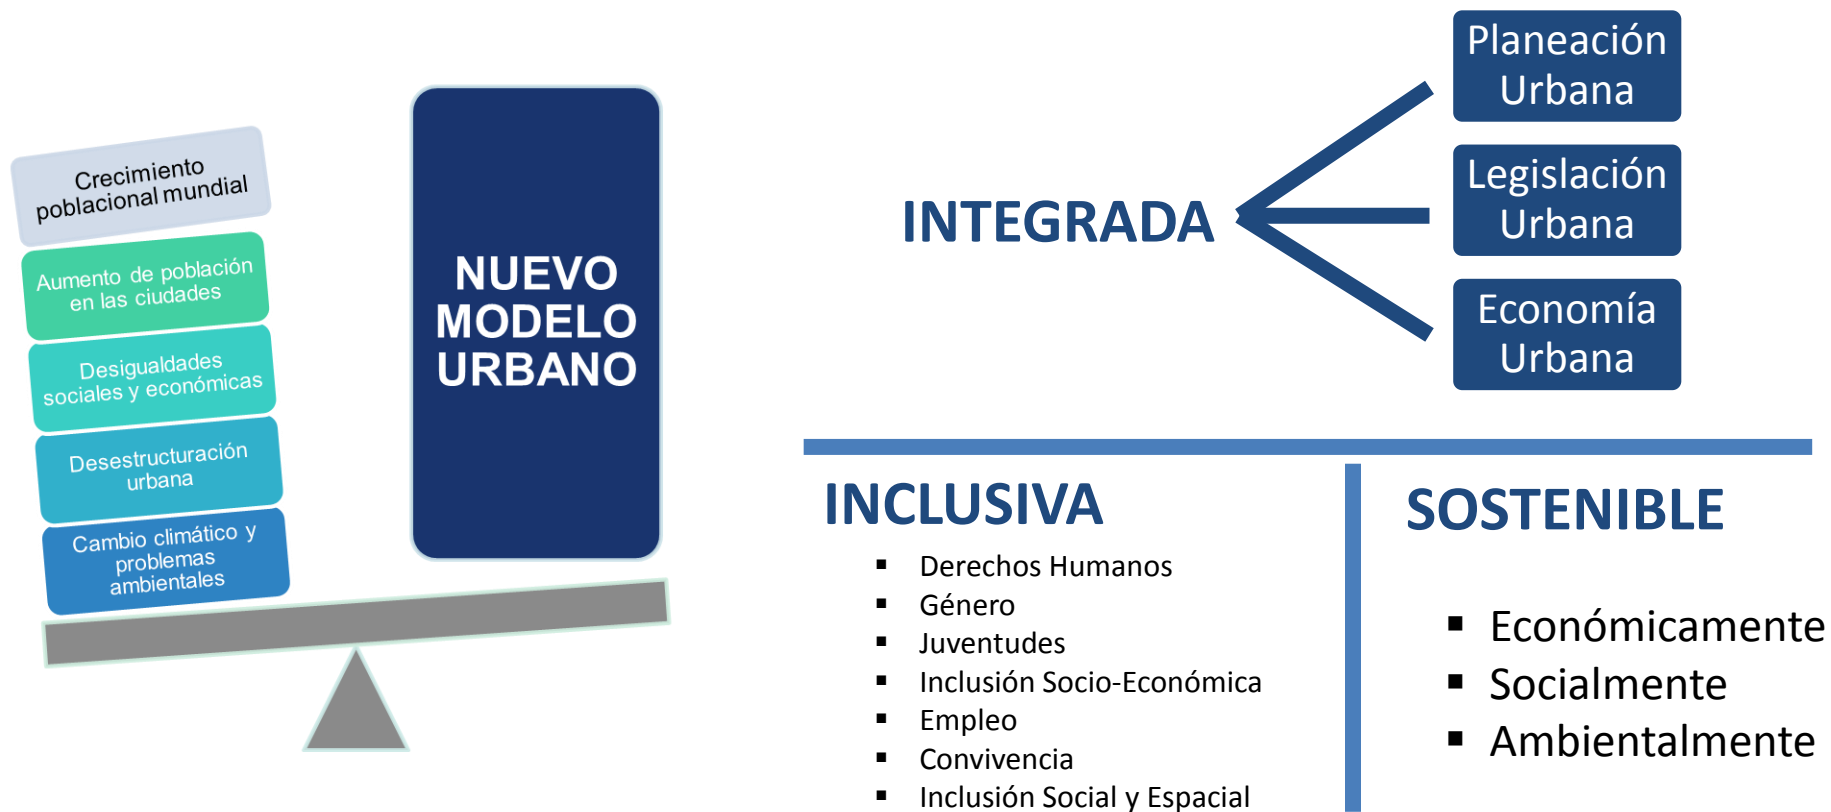 Crecimiento
poblacional mundial
Aumento de población
en las ciudades
Desigualdades
sociales y económicas
Desestructuración
urbana
Cambio climático y
problemas
ambientales
NUEVO
MODELO
URBANO
INTEGRADA
Planeación
Urbana
Legislación
Urbana
Economía
Urbana
INCLUSIVA
▪ Derechos Humanos
▪ Género
▪ Juventudes
▪ Inclusión Socio-Económica
▪ Empleo
▪ Convivencia
▪ Inclusión Social y Espacial
SOSTENIBLE
▪ Económicamente
▪ Socialmente
▪ Ambientalmente